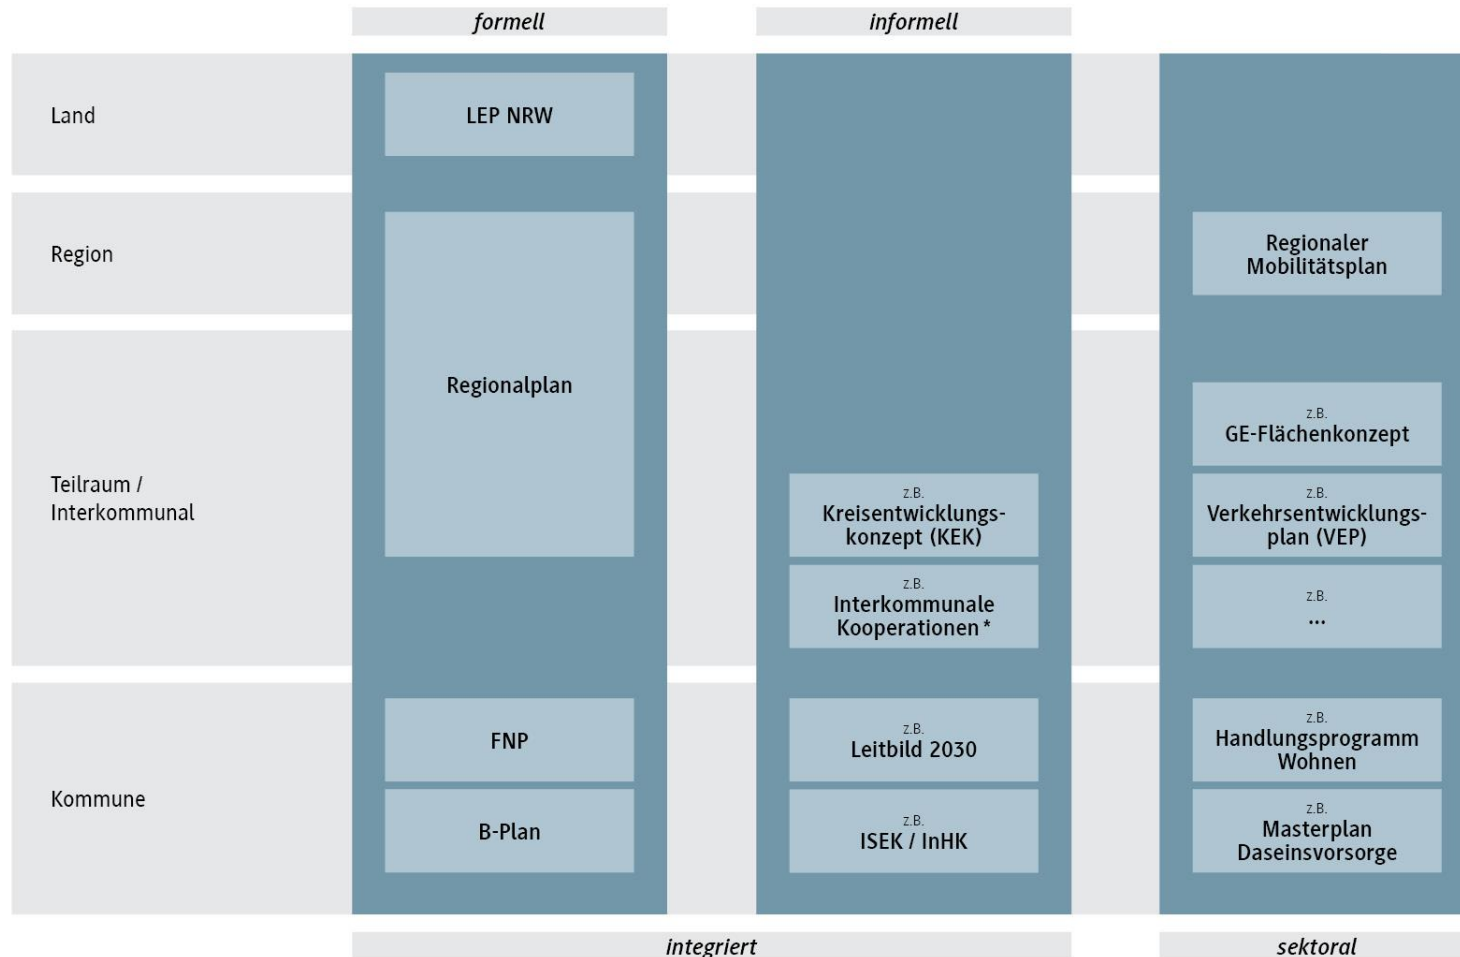 formell
informell
Land
LEP NRW
Region
Regionaler
Mobilitätsplan
Regionalplan
z.B.
GE-Flächenkonzept
Teilraum /
Interkommunal
z.B.
Kreisentwicklungs-
konzept (KEK)
z.B.
Verkehrsentwicklungs-
plan (VEP)
z.B.
Interkommunale
Kooperationen *
z.B.
...
Kommune
FNP
z.B.
Leitbild 2030
z.B.
Handlungsprogramm
Wohnen
B-Plan
z.B.
ISEK / InHK
z.B.
Masterplan
Daseinsvorsorge
integriert
sektoral